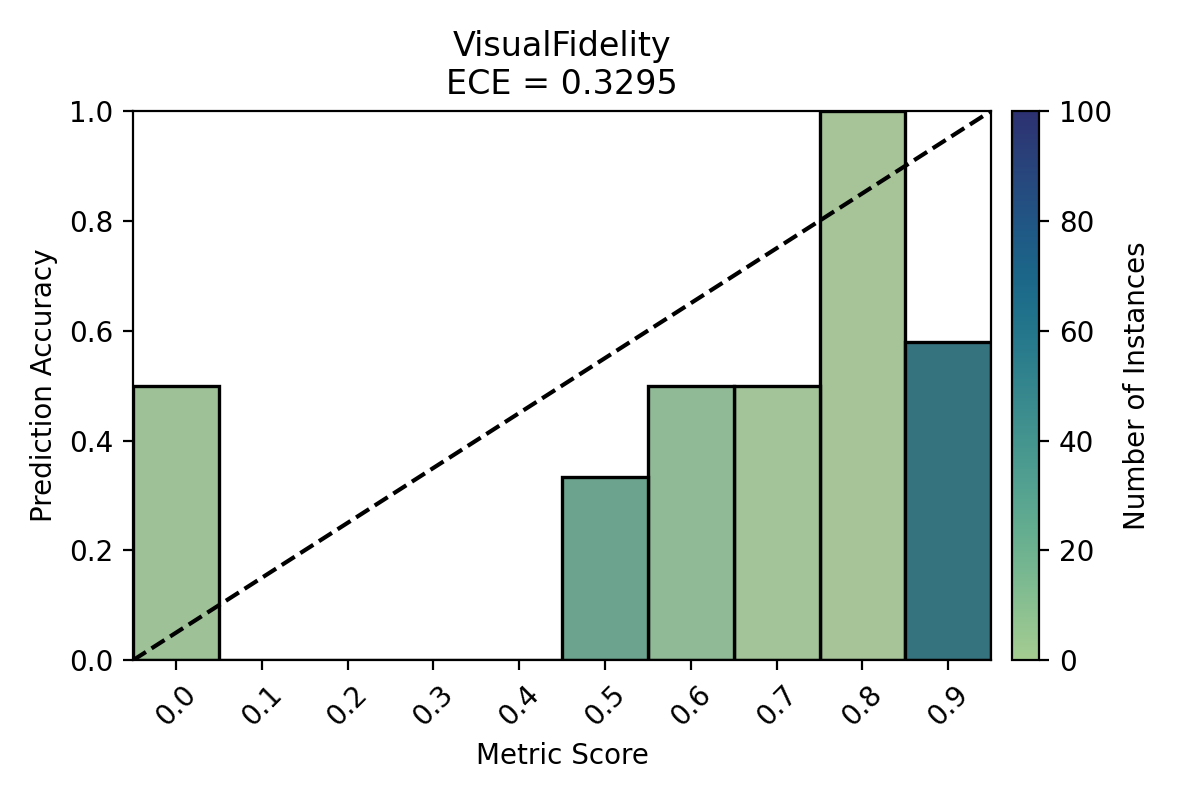 VisualFidelity
ECE = 0.3295
Prediction Accuracy
1.0
0.8
0.6
0.4
0.2
0.0
0.0 0.1 0.2 0.3 0.4 0.5 0.6 0.7 0.8 0.9
Metric Score
100
80
60
40
20
0
Number of Instances